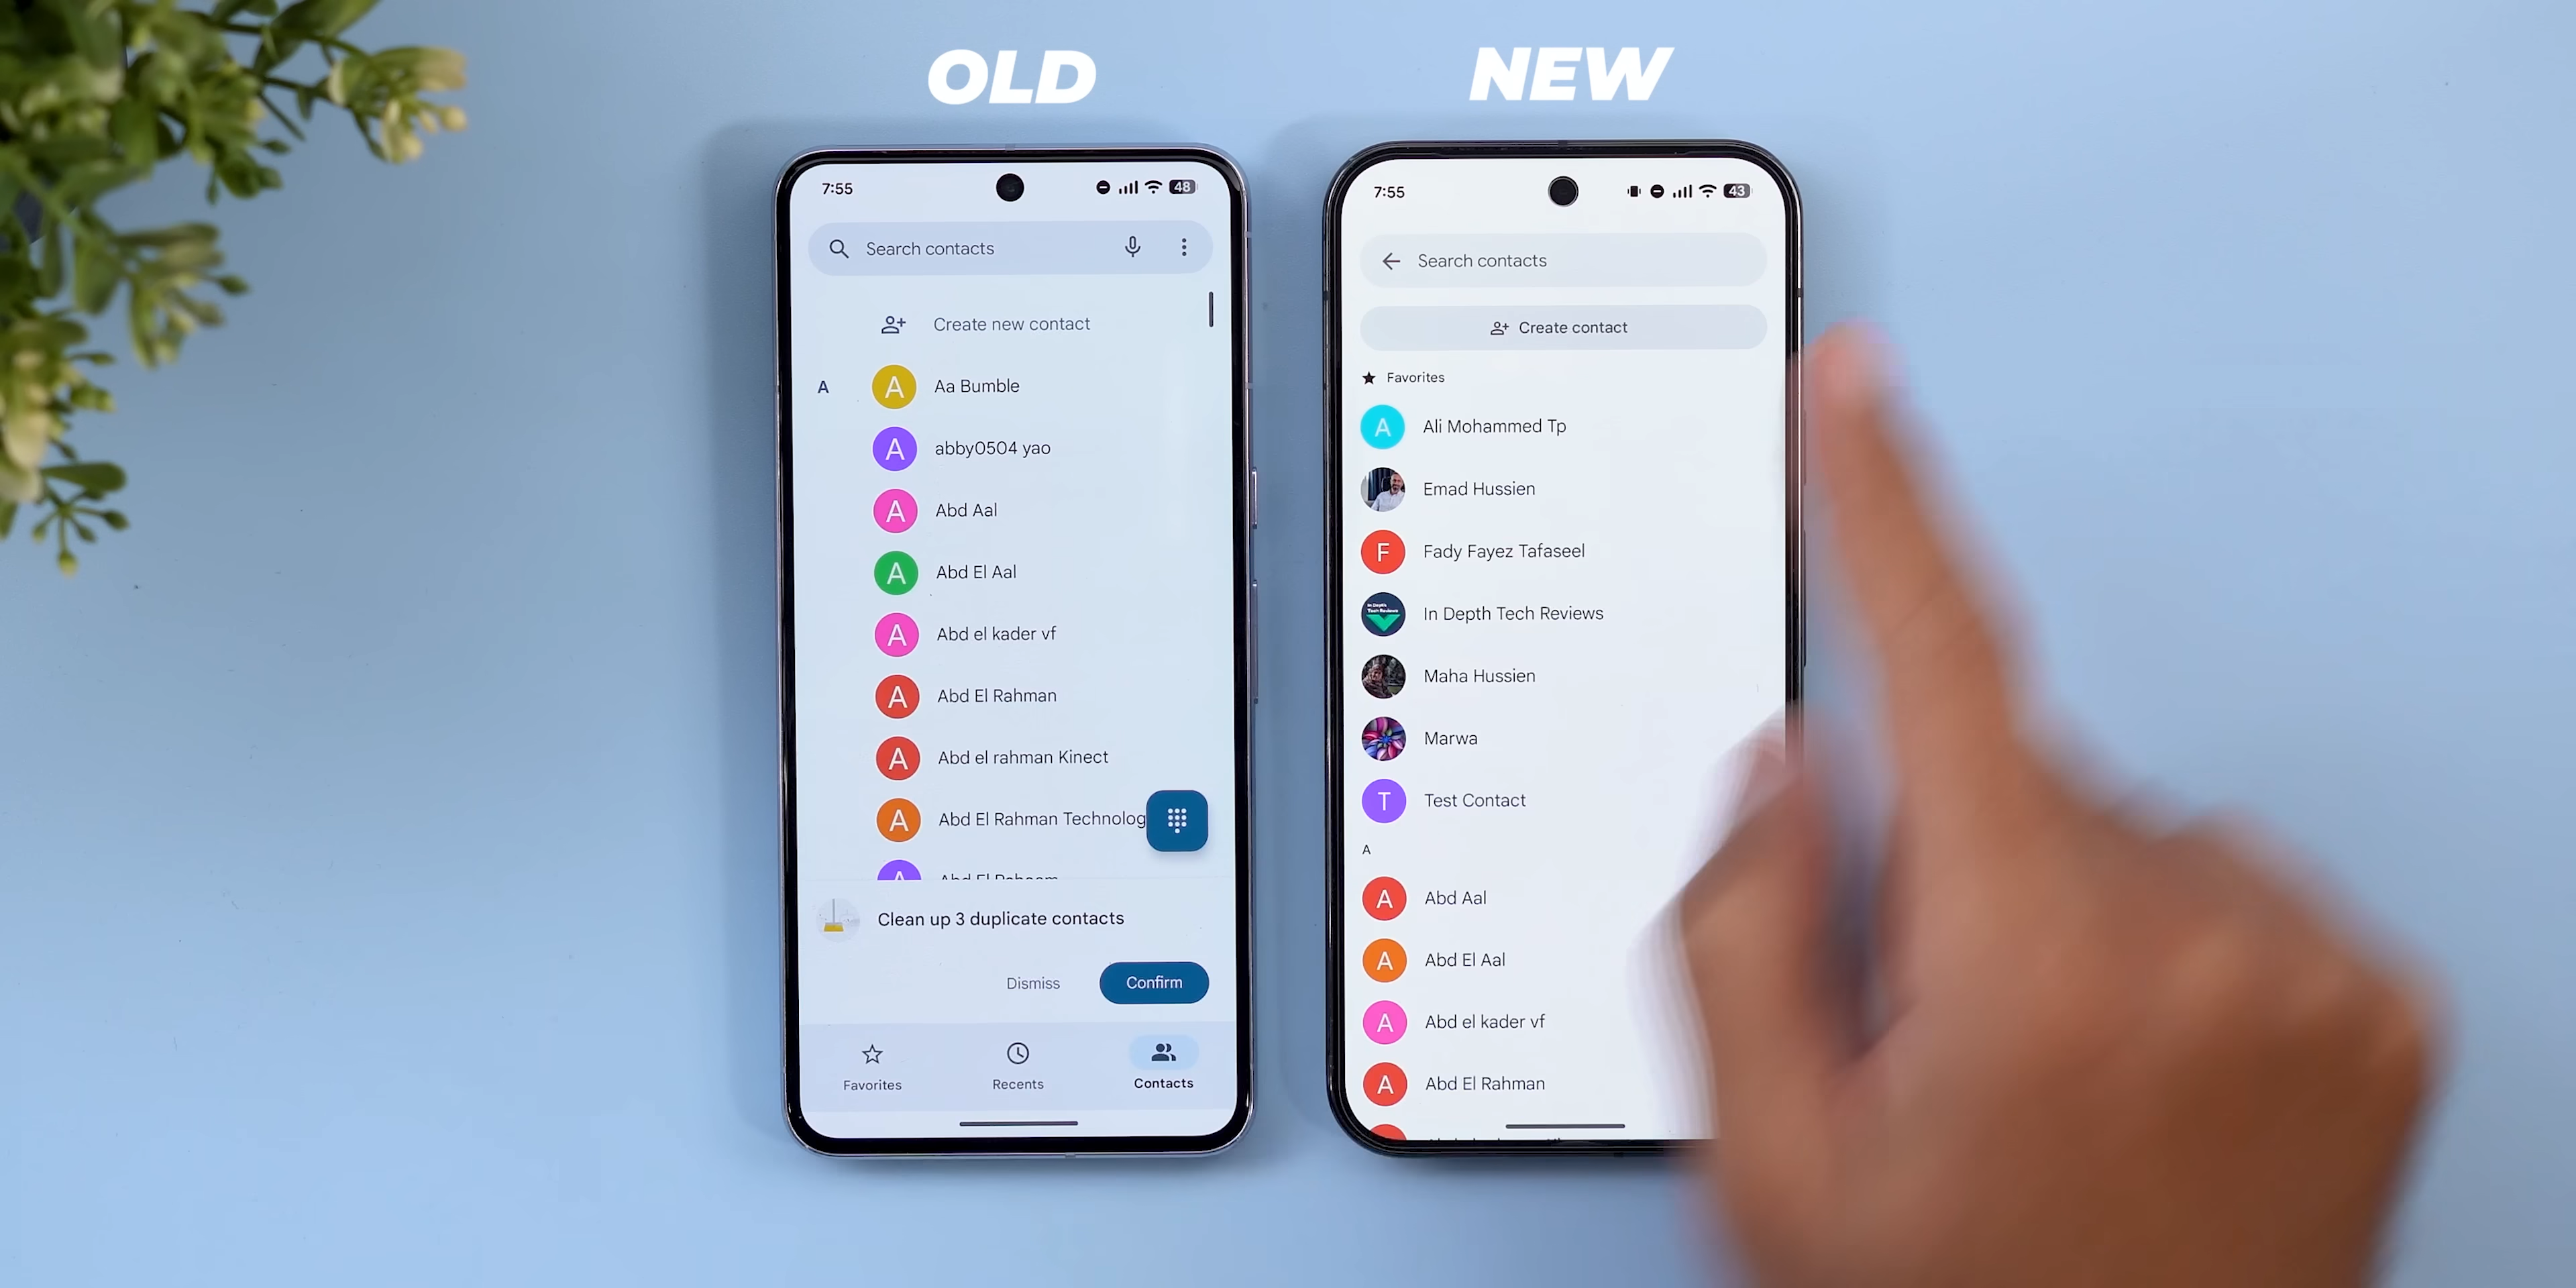 OLD
7:55
48
Search contacts
Create new contact
A
A Aa Bumble
A abby0504 yao
A Abd Aal
A Abd El Aal
A Abd el kader vf
A Abd El Rahman
A Abd el rahman Kinect
A Abd El Rahman Technolog
Clean up 3 duplicate contacts
Dismiss
Confirm
Favorites
Recents
Contacts
NEW
7:55
43
Search contacts
Create contact
Favorites
A Ali Mohammed Tp
Emad Hussien
F Fady Fayez Tafaseel
In Depth Tech Reviews
In Depth Tech Reviews
Maha Hussien
Marwa
T Test Contact
A
A Abd Aal
A Abd El Aal
A Abd el kader vf
A Abd El Rahman